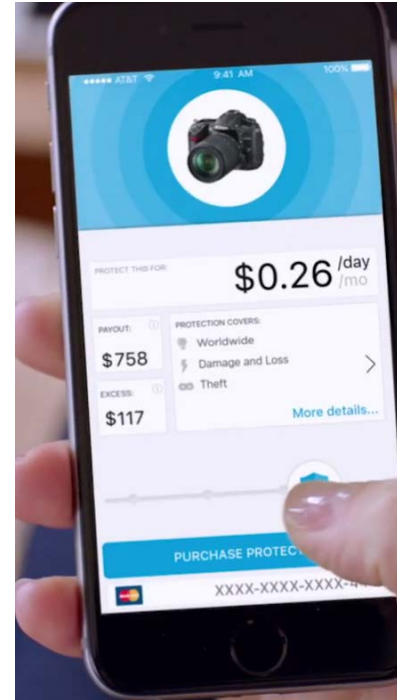 AT&T 9:41 AM 100%
PROTECT THIS FOR:
$0.26 /day
/mo
PAYOUT:
$758
EXCESS:
$117
PROTECTION COVERS:
Worldwide
Damage and Loss
Theft
More details...
PURCHASE
XXXX-XXXX-XXXX-